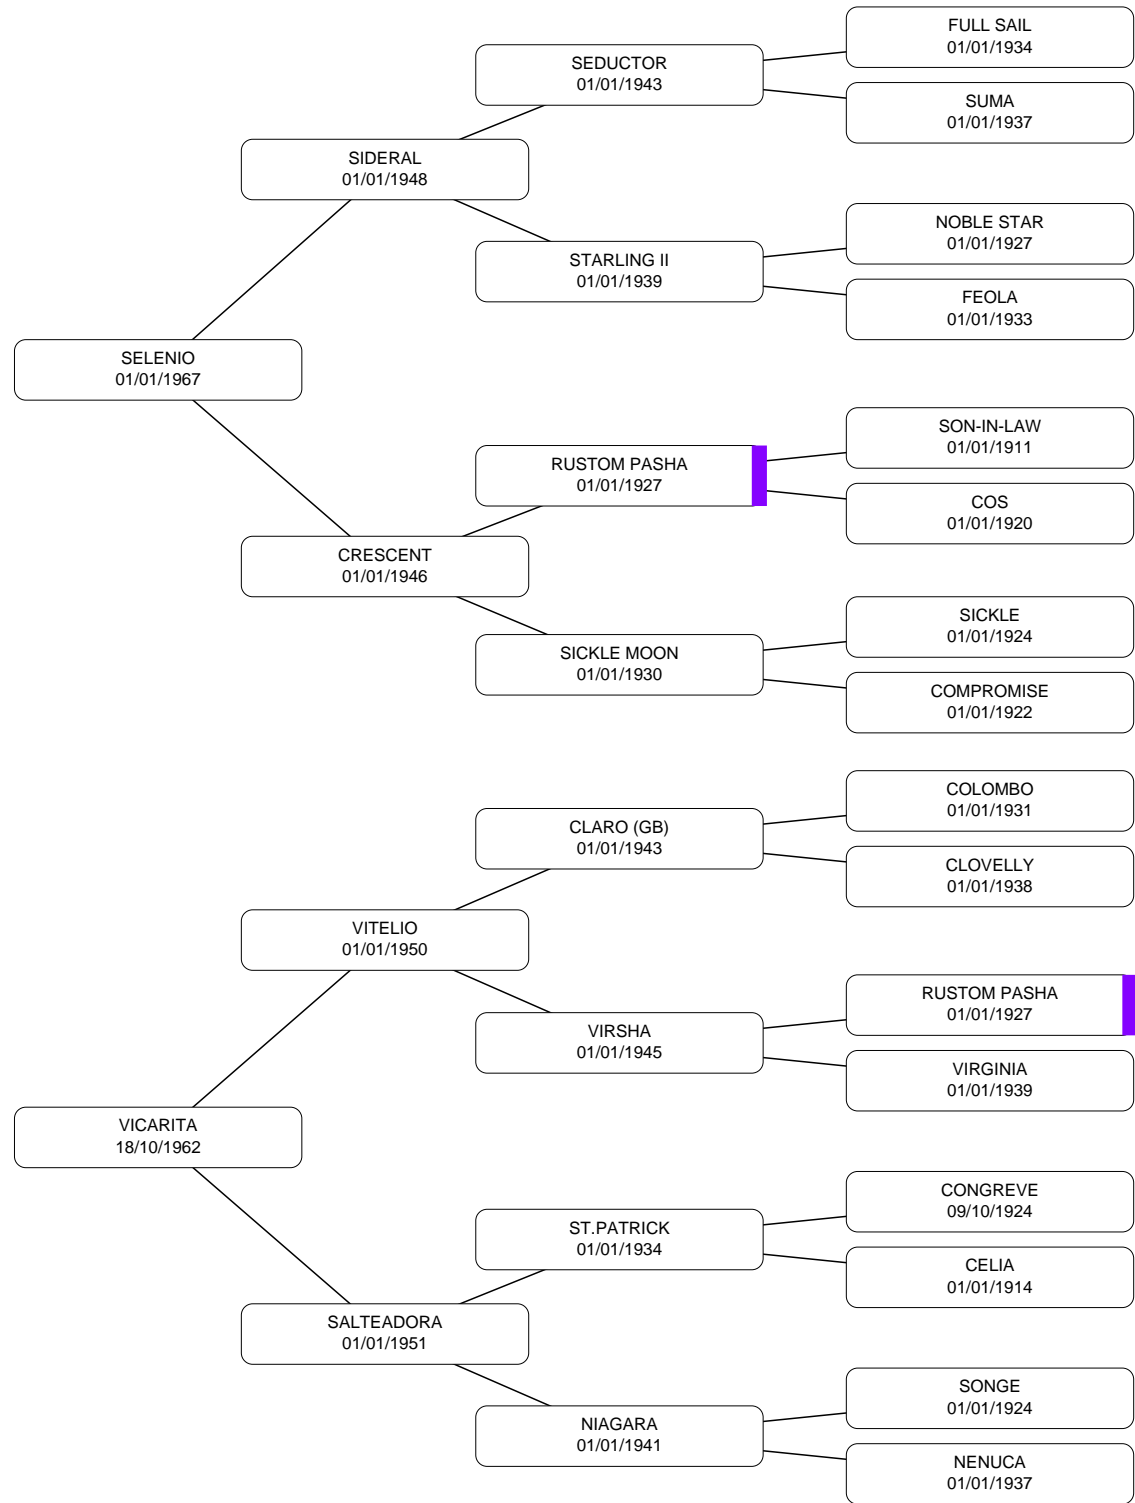 FULL SAIL
01/01/1934
SEDUCTOR
01/01/1943
SUMA
01/01/1937
SIDERAL
01/01/1948
NOBLE STAR
01/01/1927
STARLING II
01/01/1939
FEOLA
01/01/1933
SELENIO
01/01/1967
SON-IN-LAW
01/01/1911
RUSTOM PASHA
01/01/1927
COS
01/01/1920
CRESCENT
01/01/1946
SICKLE
01/01/1924
SICKLE MOON
01/01/1930
COMPROMISE
01/01/1922
COLOMBO
01/01/1931
CLARO (GB)
01/01/1943
CLOVELLY
01/01/1938
VITELIO
01/01/1950
RUSTOM PASHA
01/01/1927
VIRSHA
01/01/1945
VIRGINIA
01/01/1939
VICARITA
18/10/1962
CONGREVE
09/10/1924
ST.PATRICK
01/01/1934
CELIA
01/01/1914
SALTEADORA
01/01/1951
SONGE
01/01/1924
NIAGARA
01/01/1941
NENUCA
01/01/1937